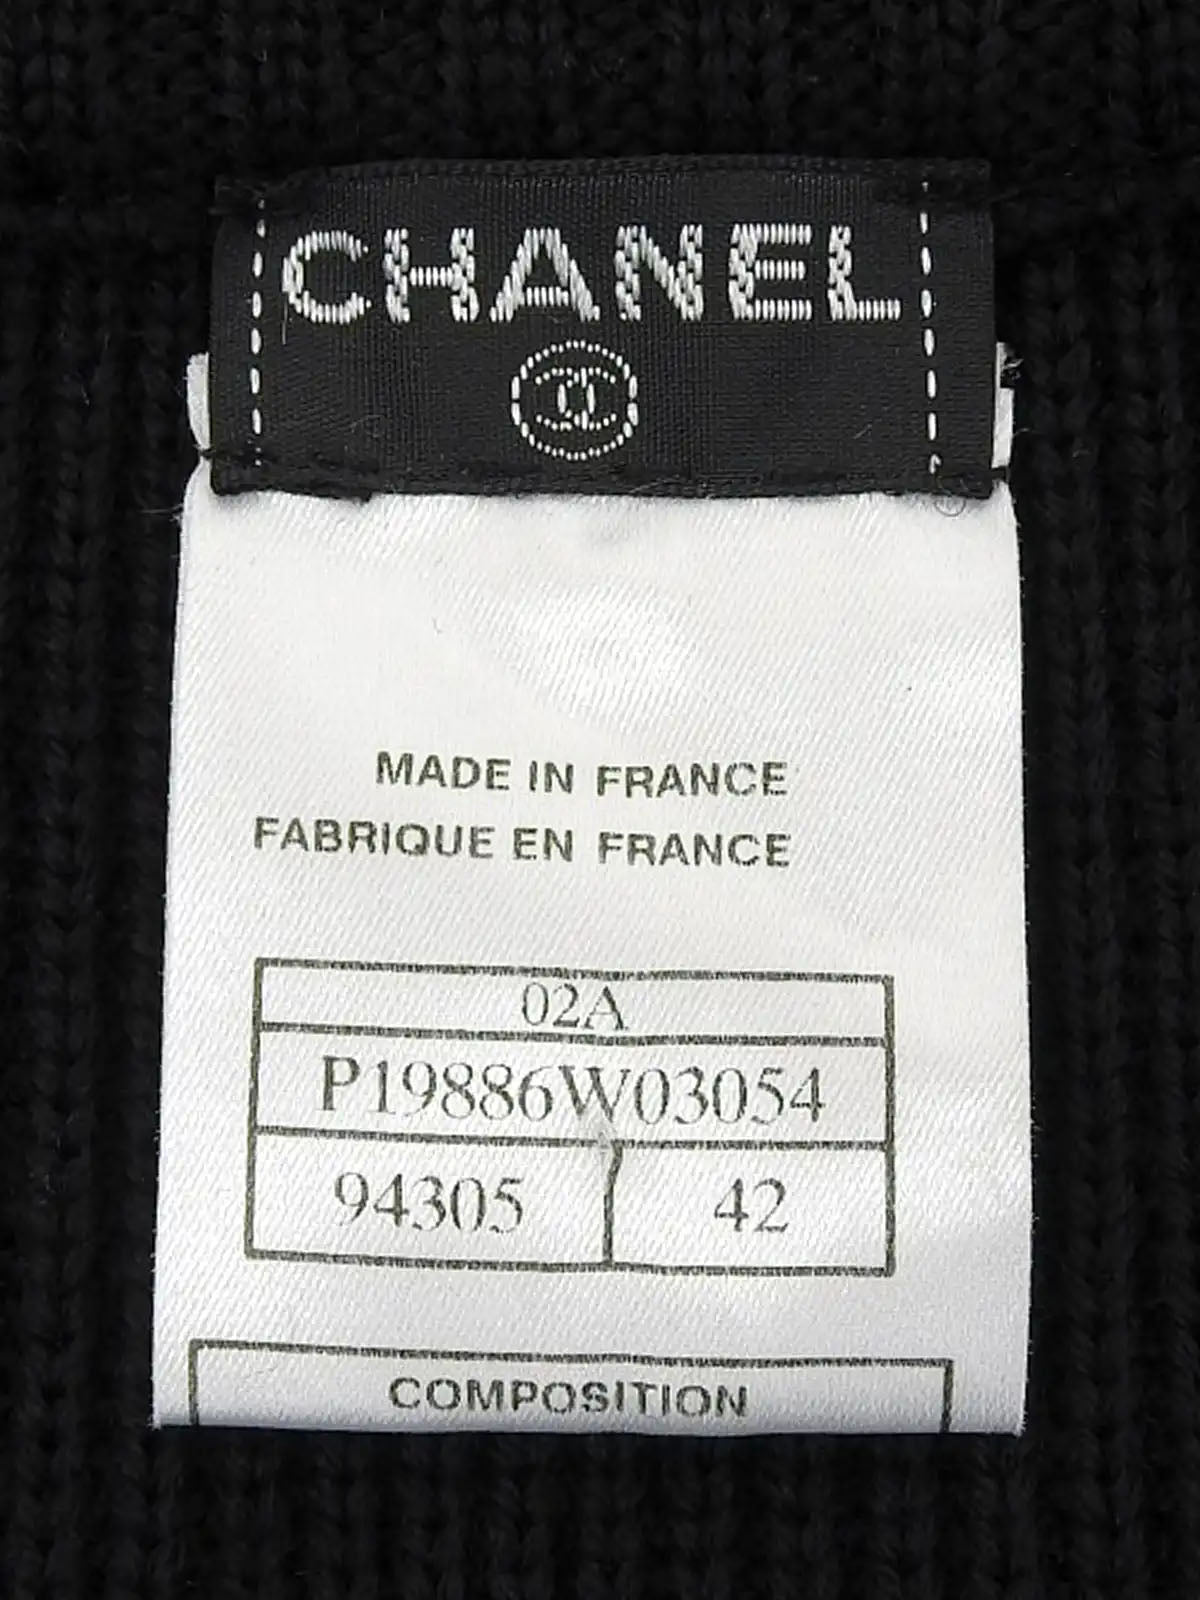 CHANEL
MADE IN FRANCE
FABRIQUE EN FRANCE
02A
P19886W03054
94305 42
COMPOSITION